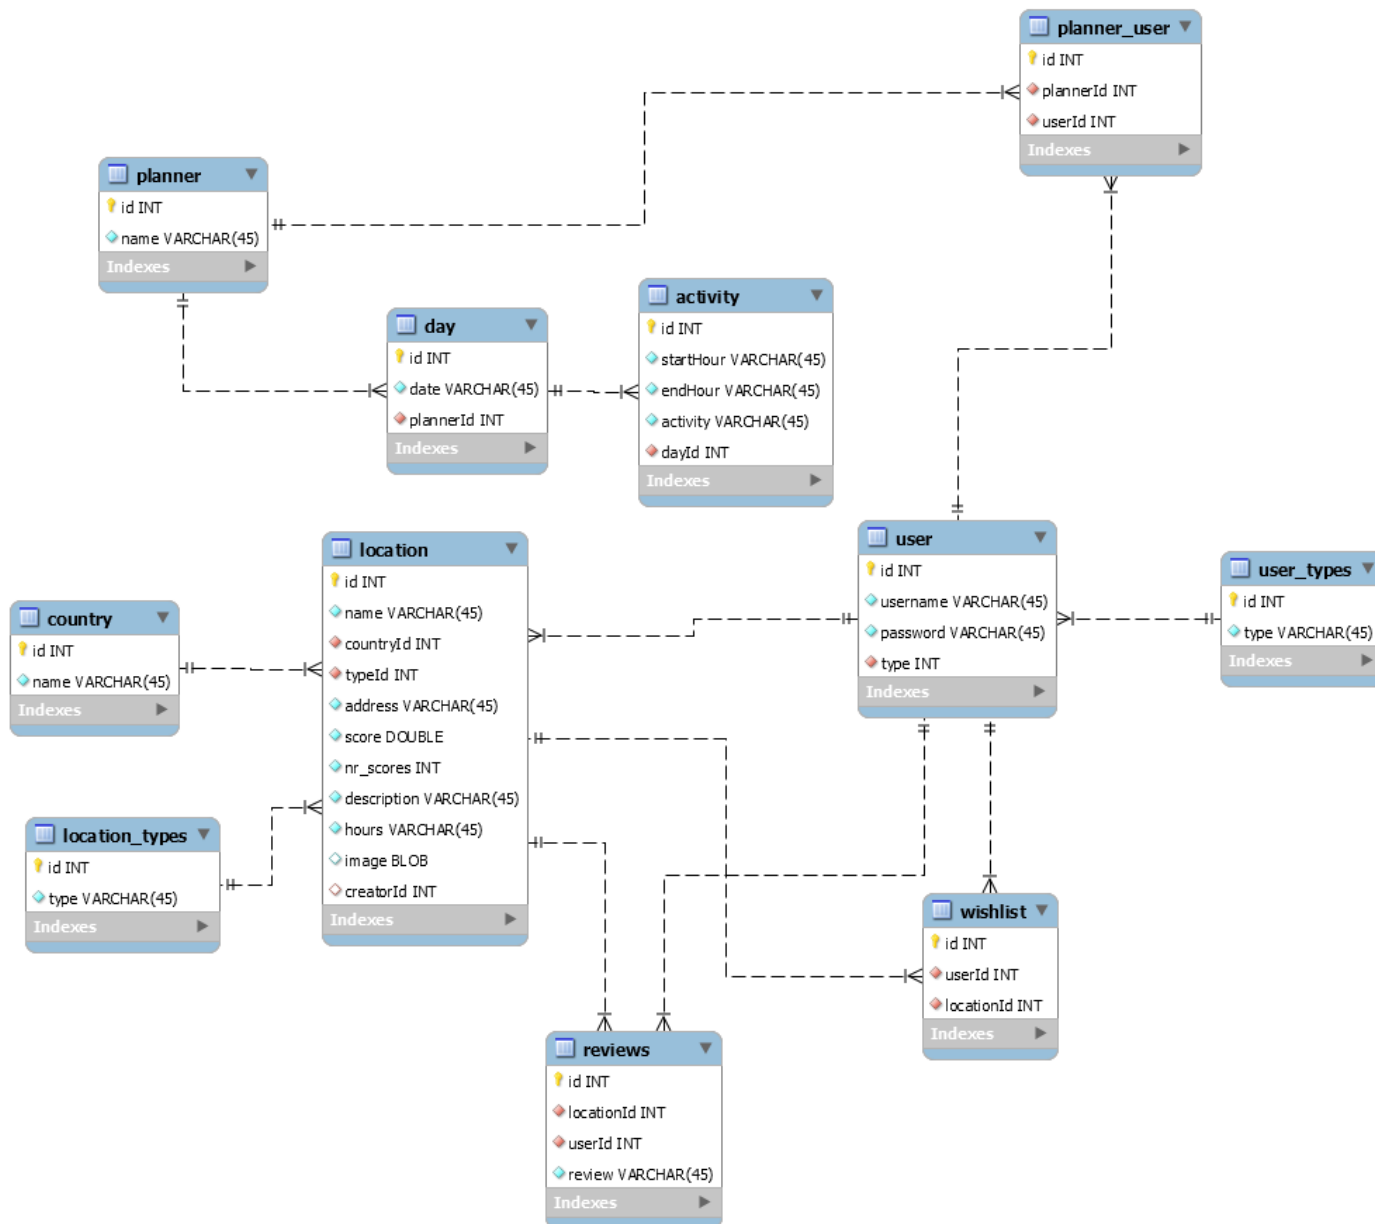 planner_user
id INT
plannerId INT
userId INT
Indexes
planner
id INT
name VARCHAR(45)
Indexes
day
id INT
date VARCHAR(45)
plannerId INT
Indexes
activity
id INT
startHour VARCHAR(45)
endHour VARCHAR(45)
activity VARCHAR(45)
dayId INT
Indexes
country
id INT
name VARCHAR(45)
Indexes
location_types
id INT
type VARCHAR(45)
Indexes
location
id INT
name VARCHAR(45)
countryId INT
typeId INT
address VARCHAR(45)
score DOUBLE
nr_scores INT
description VARCHAR(45)
hours VARCHAR(45)
image BLOB
creatorId INT
Indexes
user
id INT
username VARCHAR(45)
password VARCHAR(45)
type INT
Indexes
user_types
id INT
type VARCHAR(45)
Indexes
wishlist
id INT
userId INT
locationId INT
Indexes
reviews
id INT
locationId INT
userId INT
review VARCHAR(45)
Indexes